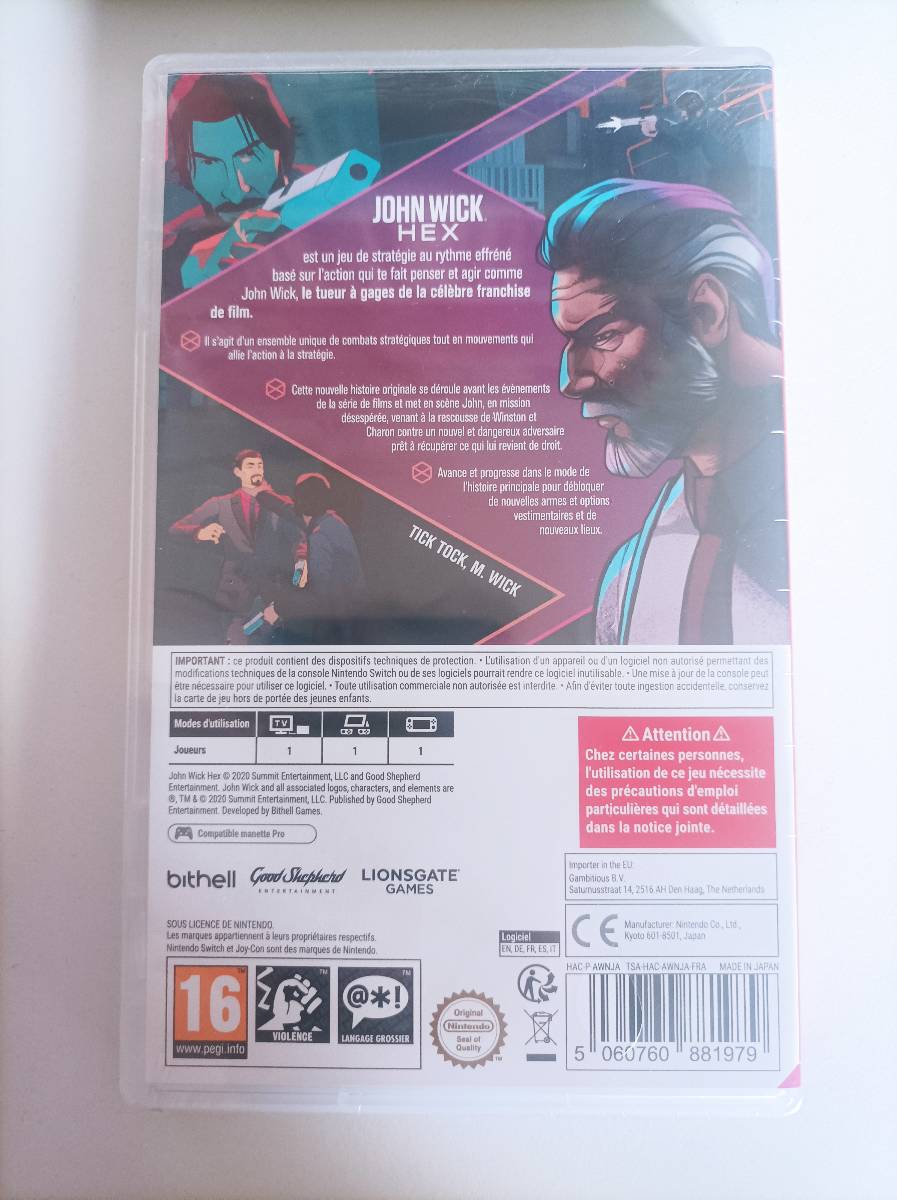 JOHN WICK
HEX
est un jeu de stratégie au rythme effréné
basé sur l'action qui te fait penser et agir comme
John Wick, le tueur à gages de la célèbre franchise
de film.
Il s'agit d'un ensemble unique de combats stratégiques tout en mouvements qui
allie l'action à la stratégie.
Cette nouvelle histoire originale se déroule avant les évènements
de la série de films et met en scène John, en mission
désespérée, venant à la rescousse de Winston et
Charon contre un nouvel et dangereux adversaire
prêt à récupérer ce qui lui revient de droit.
Avance et progresse dans le mode de
l'histoire principale pour débloquer
de nouvelles armes et options
vestimentaires et de
nouveaux lieux.
TICK TOCK, M. WICK
IMPORTANT : ce produit contient des dispositifs techniques de protection. • L'utilisation d'un appareil ou d'un logiciel non autorisé permettant des
modifications techniques de la console Nintendo Switch ou de ses logiciels pourrait rendre ce logiciel inutilisable. • Une mise à jour de la console peut
être nécessaire pour utiliser ce logiciel. • Toute utilisation commerciale non autorisée est interdite. • Afin d'éviter toute ingestion accidentelle, conservez
la carte de jeu hors de portée des jeunes enfants.
Modes d'utilisation TV
Joueurs 1 1 1
John Wick Hex © 2020 Summit Entertainment, LLC and Good Shepherd
Entertainment. John Wick and all associated logos, characters, and elements are
®, TM & © 2020 Summit Entertainment, LLC. Published by Good Shepherd
Entertainment. Developed by Bithell Games.
Compatible manette Pro
⚠ Attention ⚠
Chez certaines personnes,
l'utilisation de ce jeu nécessite
des précautions d'emploi
particulières qui sont détaillées
dans la notice jointe.
bithell Good Shepherd LIONSGATE
ENTERTAINMENT GAMES
Importer in the EU:
Gambitious B.V.
Saturnusstraat 14, 2516 AH Den Haag, The Netherlands
SOUS LICENCE DE NINTENDO.
Les marques appartiennent à leurs propriétaires respectifs.
Nintendo Switch et Joy-Con sont des marques de Nintendo.
Logiciel
EN, DE, FR, ES, IT
CE Manufacturer: Nintendo Co., Ltd.,
Kyoto 601-8501, Japan
HAC-P-AWNJA TSA-HAC-AWNJA-FRA MADE IN JAPAN
16
www.pegi.info
VIOLENCE
@*!
LANGAGE GROSSIER
Original
Nintendo
Seal of
Quality
5 060760 881979